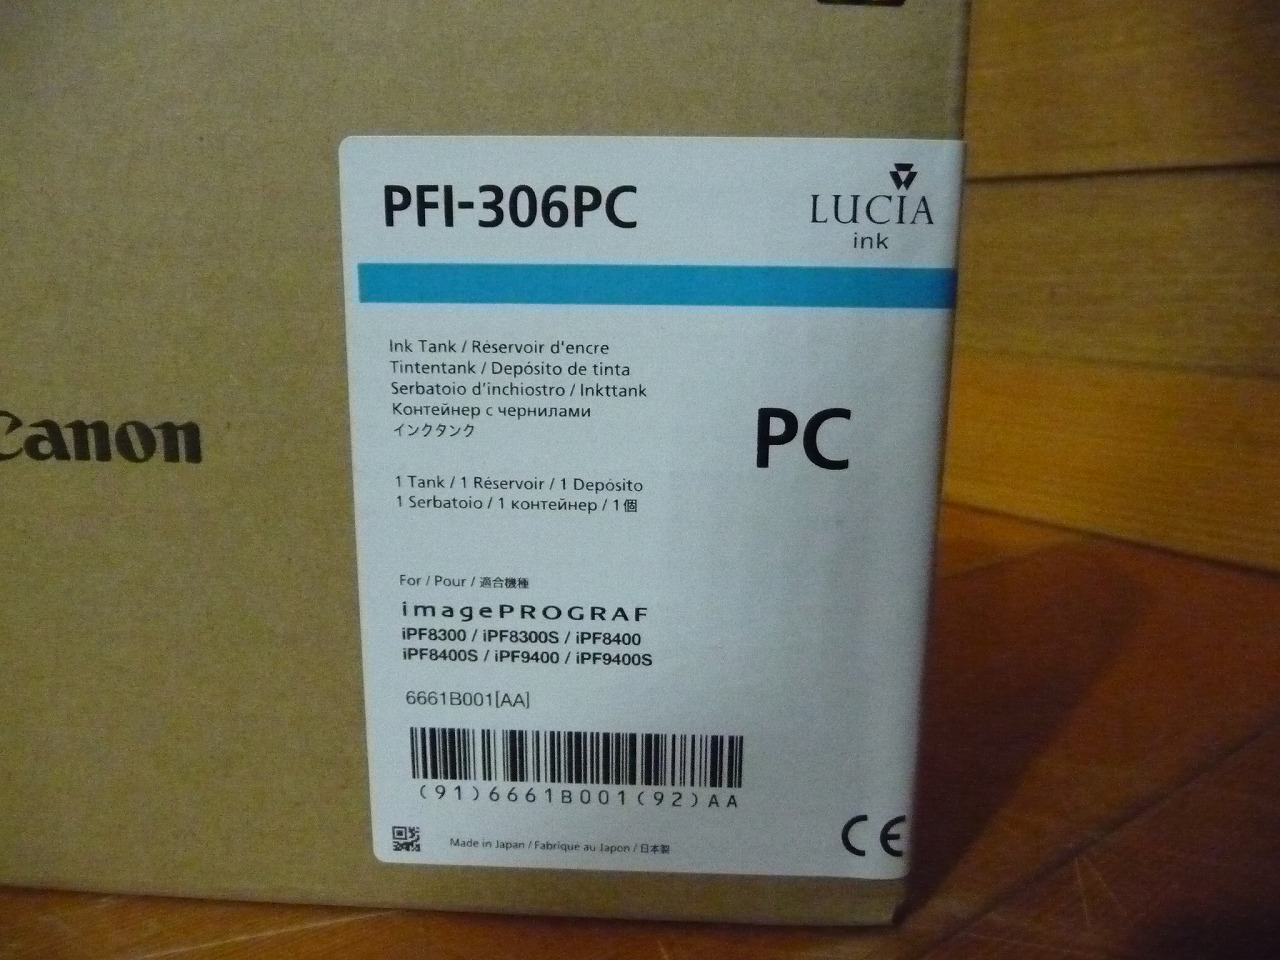 PFI-306PC
LUCIA
ink
Ink Tank / Réservoir d'encre
Tintentank / Depósito de tinta
Serbatoio d'inchiostro / Inkttank
Контейнер с чернилами
インクタンク
PC
Canon
1 Tank / 1 Réservoir / 1 Depósito
1 Serbatoio / 1 контейнер / 1個
For / Pour / 適合機種
imagePROGRAF
iPF8300 / iPF8300S / iPF8400
iPF8400S / iPF9400 / iPF9400S
6661B001[AA]
(91)6661B001(92)AA
Made in Japan / Fabriqué au Japon / 日本製
CE